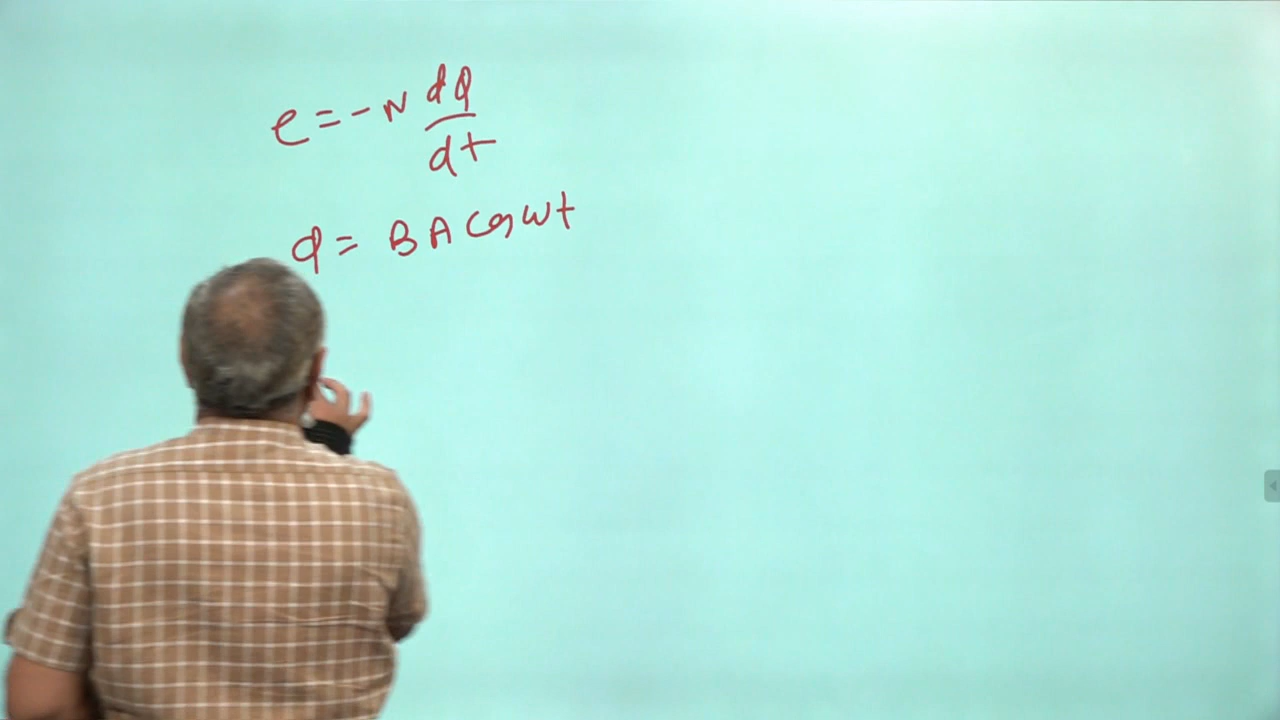 e = - N dφ/dt
φ = BA cos ωt